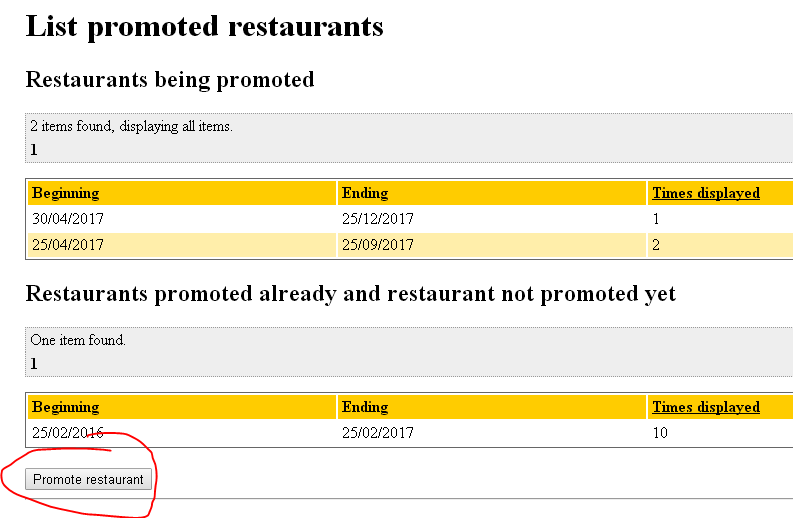 List promoted restaurants
Restaurants being promoted
2 items found, displaying all items.
1
Beginning Ending Times displayed
30/04/2017 25/12/2017 1
25/04/2017 25/09/2017 2
Restaurants promoted already and restaurant not promoted yet
One item found.
1
Beginning Ending Times displayed
25/02/2016 25/02/2017 10
Promote restaurant